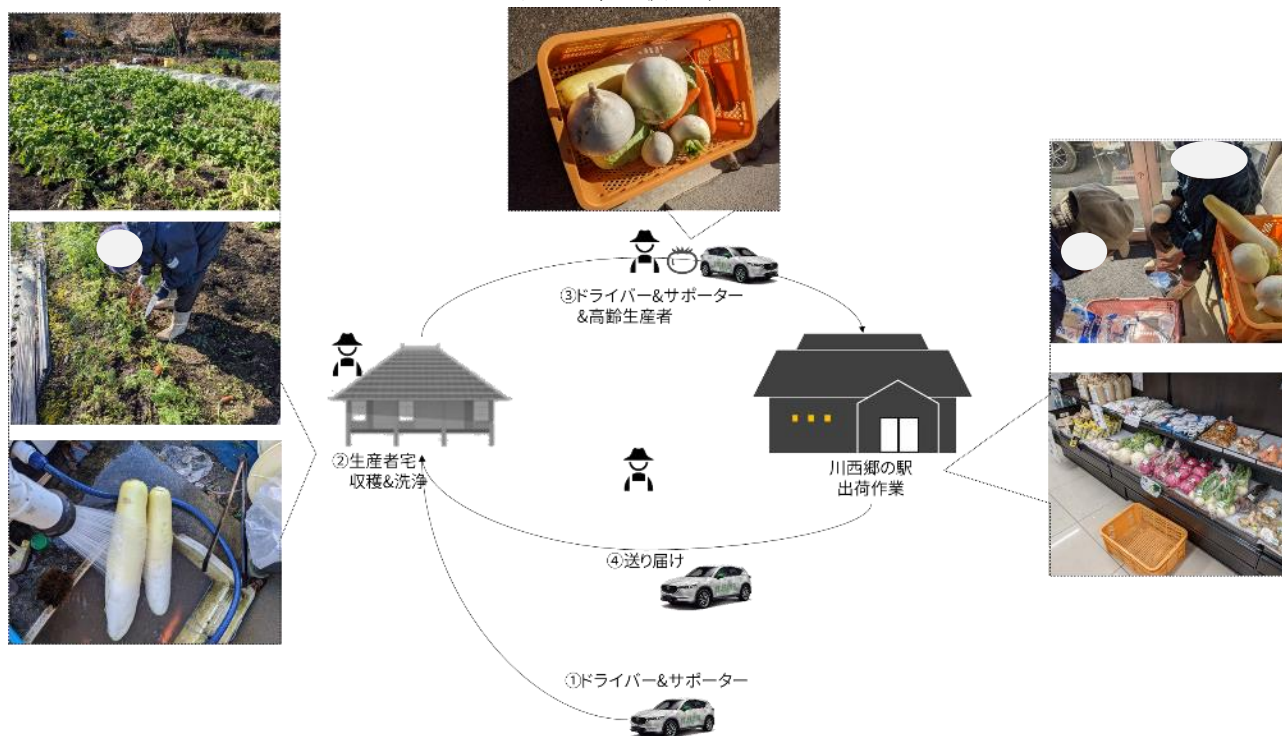 ③ドライバー&サポーター
&高齢生産者
②生産者宅
収穫&洗浄
川西郷の駅
出荷作業
④送り届け
①ドライバー&サポーター